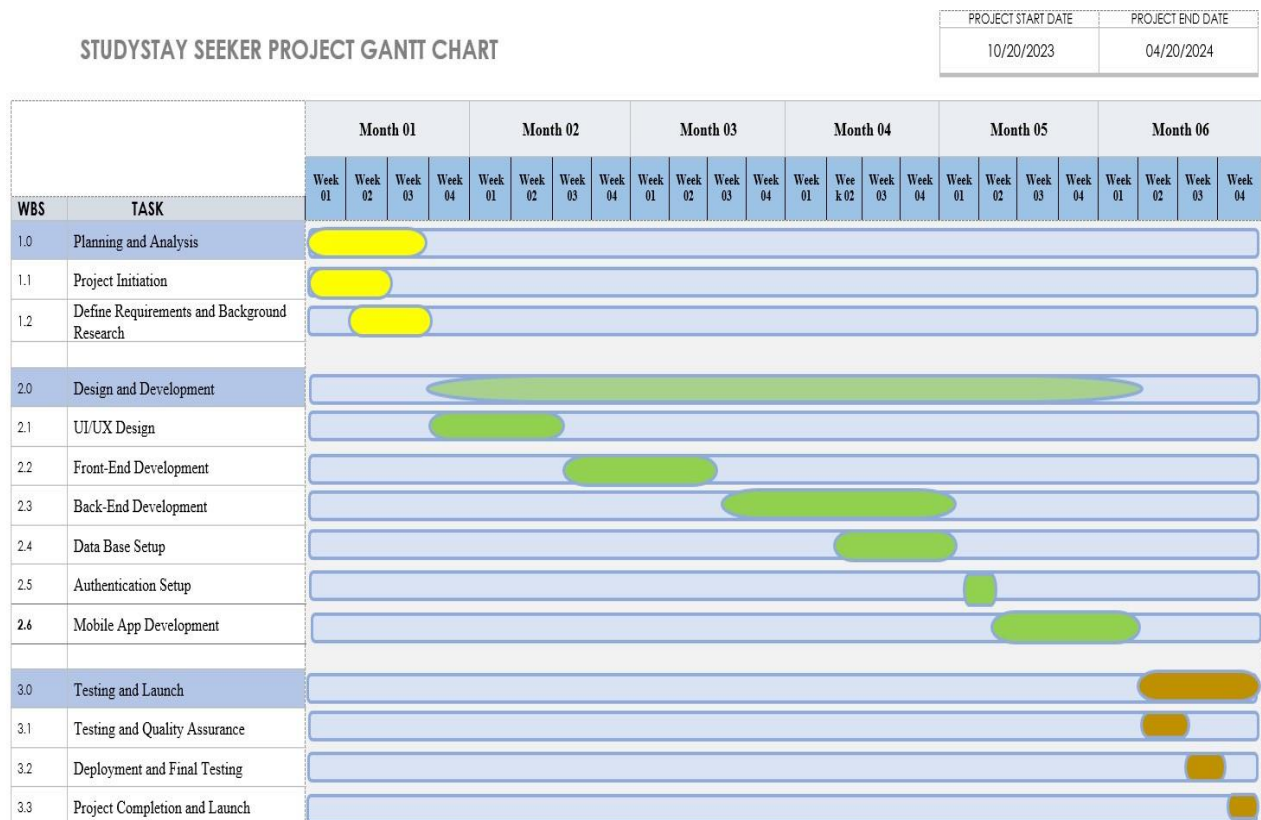 PROJECT START DATE PROJECT END DATE
STUDYSTAY SEEKER PROJECT GANTT CHART
10/20/2023 04/20/2024
Month 01 Month 02 Month 03 Month 04 Month 05 Month 06
Week Week Week Week Week Week Week Week Week Week Week Week Week Wee Week Week Week Week Week Week Week Week Week Week
01 02 03 04 01 02 03 04 01 02 03 04 01 k 02 03 04 01 02 03 04 01 02 03 04
WBS TASK
1.0 Planning and Analysis
1.1 Project Initiation
1.2 Define Requirements and Background
Research
2.0 Design and Development
2.1 UI/UX Design
2.2 Front-End Development
2.3 Back-End Development
2.4 Data Base Setup
2.5 Authentication Setup
2.6 Mobile App Development
3.0 Testing and Launch
3.1 Testing and Quality Assurance
3.2 Deployment and Final Testing
3.3 Project Completion and Launch